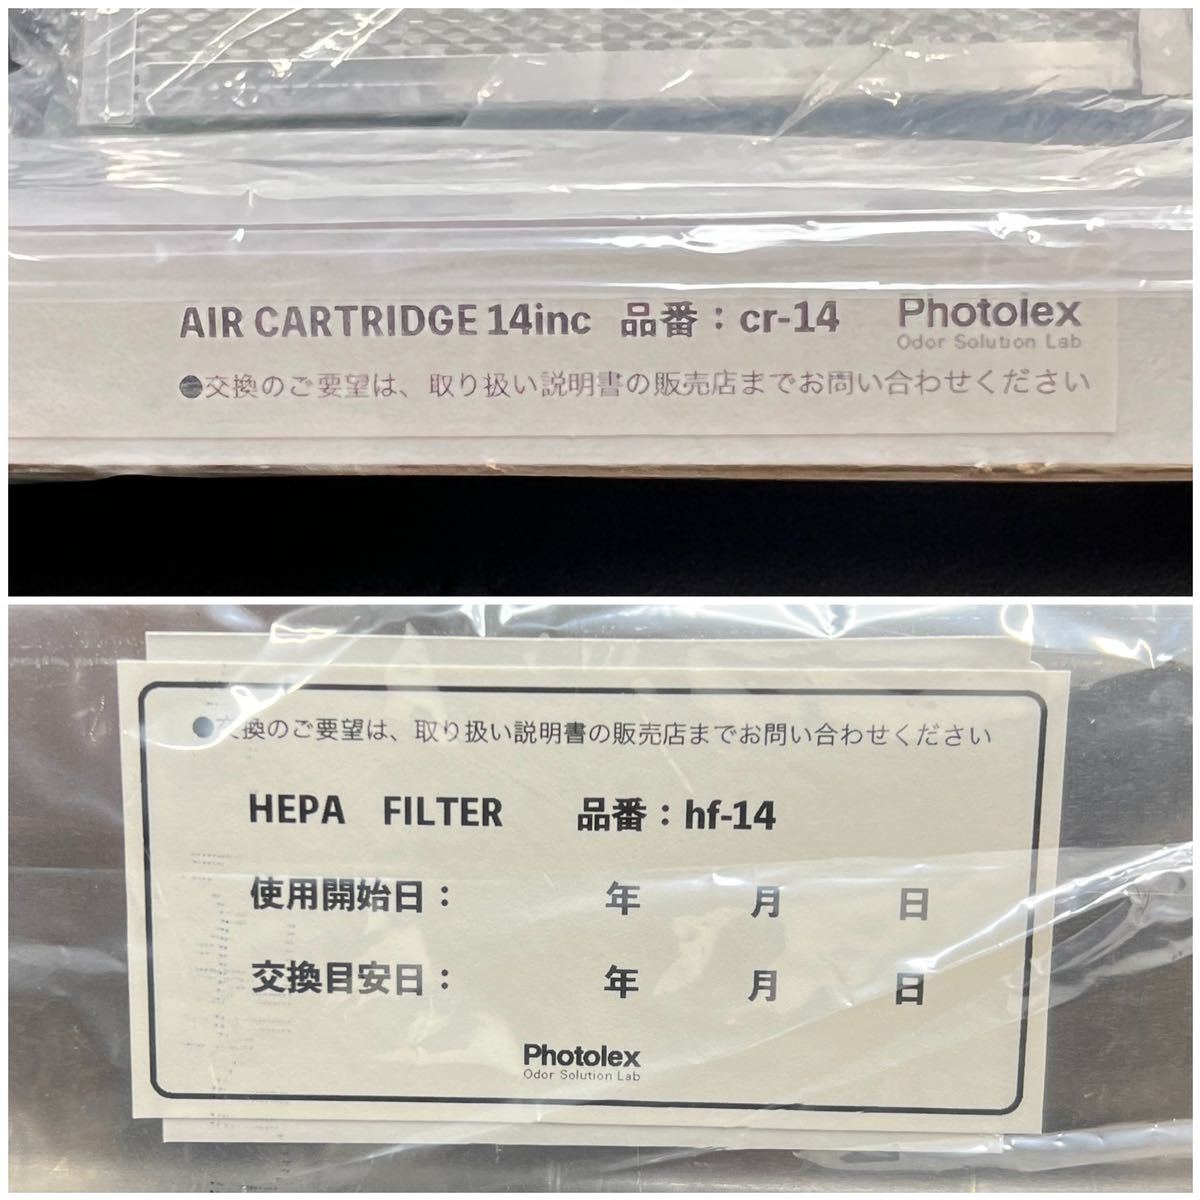 AIR CARTRIDGE 14inc 品番：cr-14 Photolex
Odor Solution Lab
●交換のご要望は、取り扱い説明書の販売店までお問い合わせください
●交換のご要望は、取り扱い説明書の販売店までお問い合わせください
HEPA FILTER 品番：hf-14
使用開始日： 年 月 日
交換目安日： 年 月 日
Photolex
Odor Solution Lab